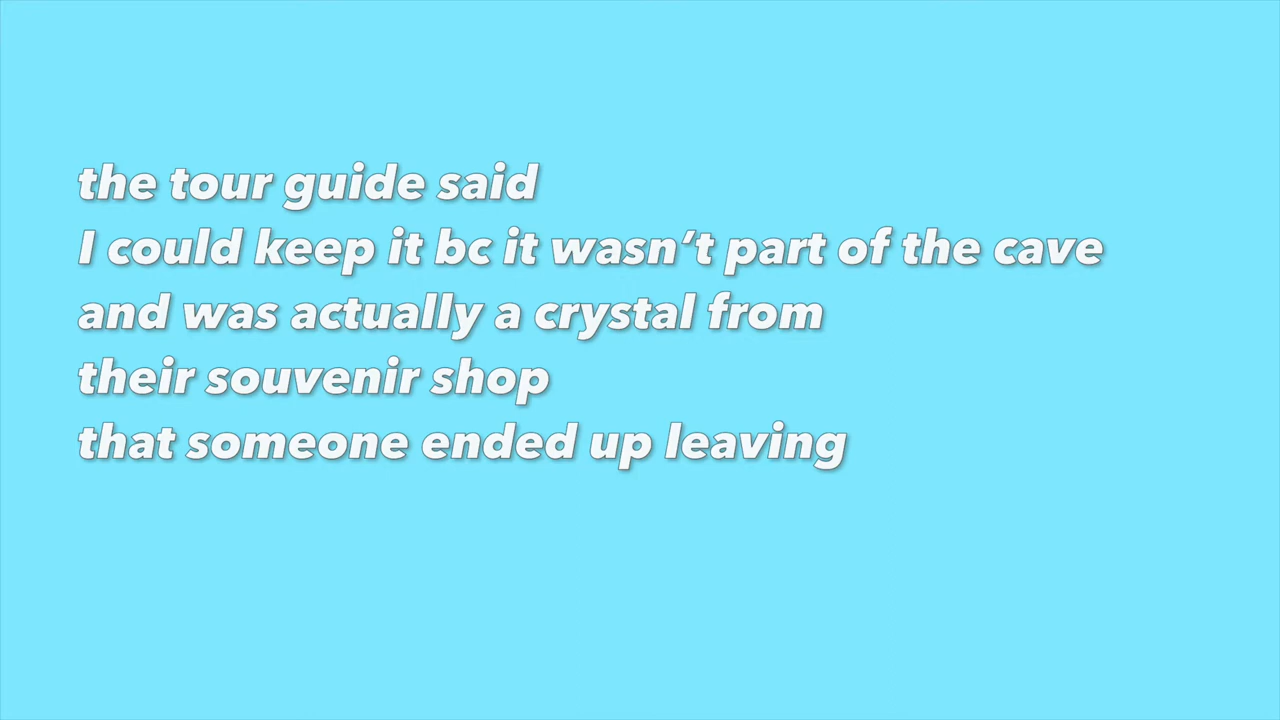 the tour guide said
I could keep it bc it wasn’t part of the cave
and was actually a crystal from
their souvenir shop
that someone ended up leaving